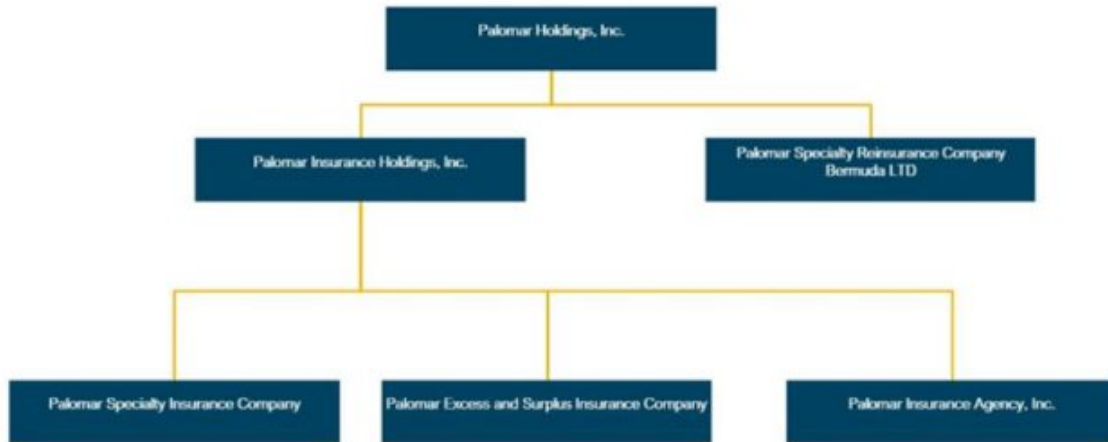 Palomar Holdings, Inc.
Palomar Insurance Holdings, Inc.
Palomar Specialty Reinsurance Company
Bermuda LTD
Palomar Specialty Insurance Company
Palomar Excess and Surplus Insurance Company
Palomar Insurance Agency, Inc.